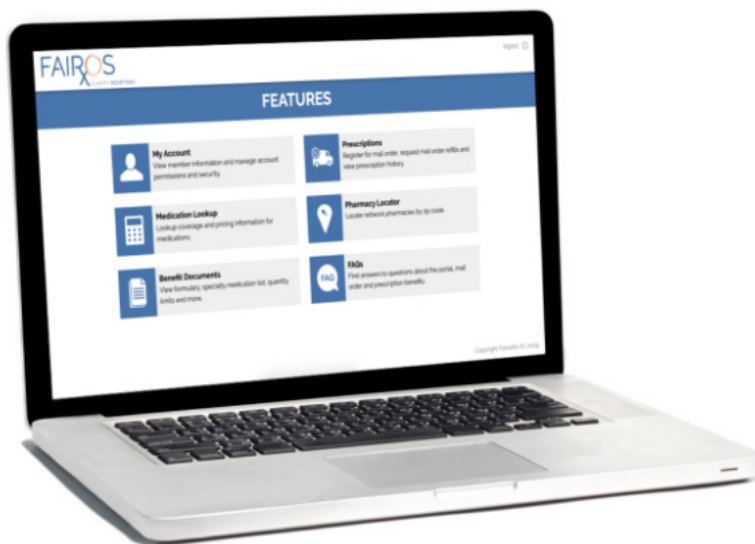 FAIROS
Rx
logout
FEATURES
My Account
View member information and manage account
permissions and security.
Prescriptions
Register for mail order, request mail order refills and
view prescription history.
Medication Lookup
Lookup coverage and pricing information for
medications.
Pharmacy Locator
Locate network pharmacies by zip code.
Benefit Documents
View formulary, specialty medication list, quantity
limits and more.
FAQ
FAQs
Find answers to questions about the portal, mail
order and prescription benefits.
Copyright FairosRx ©